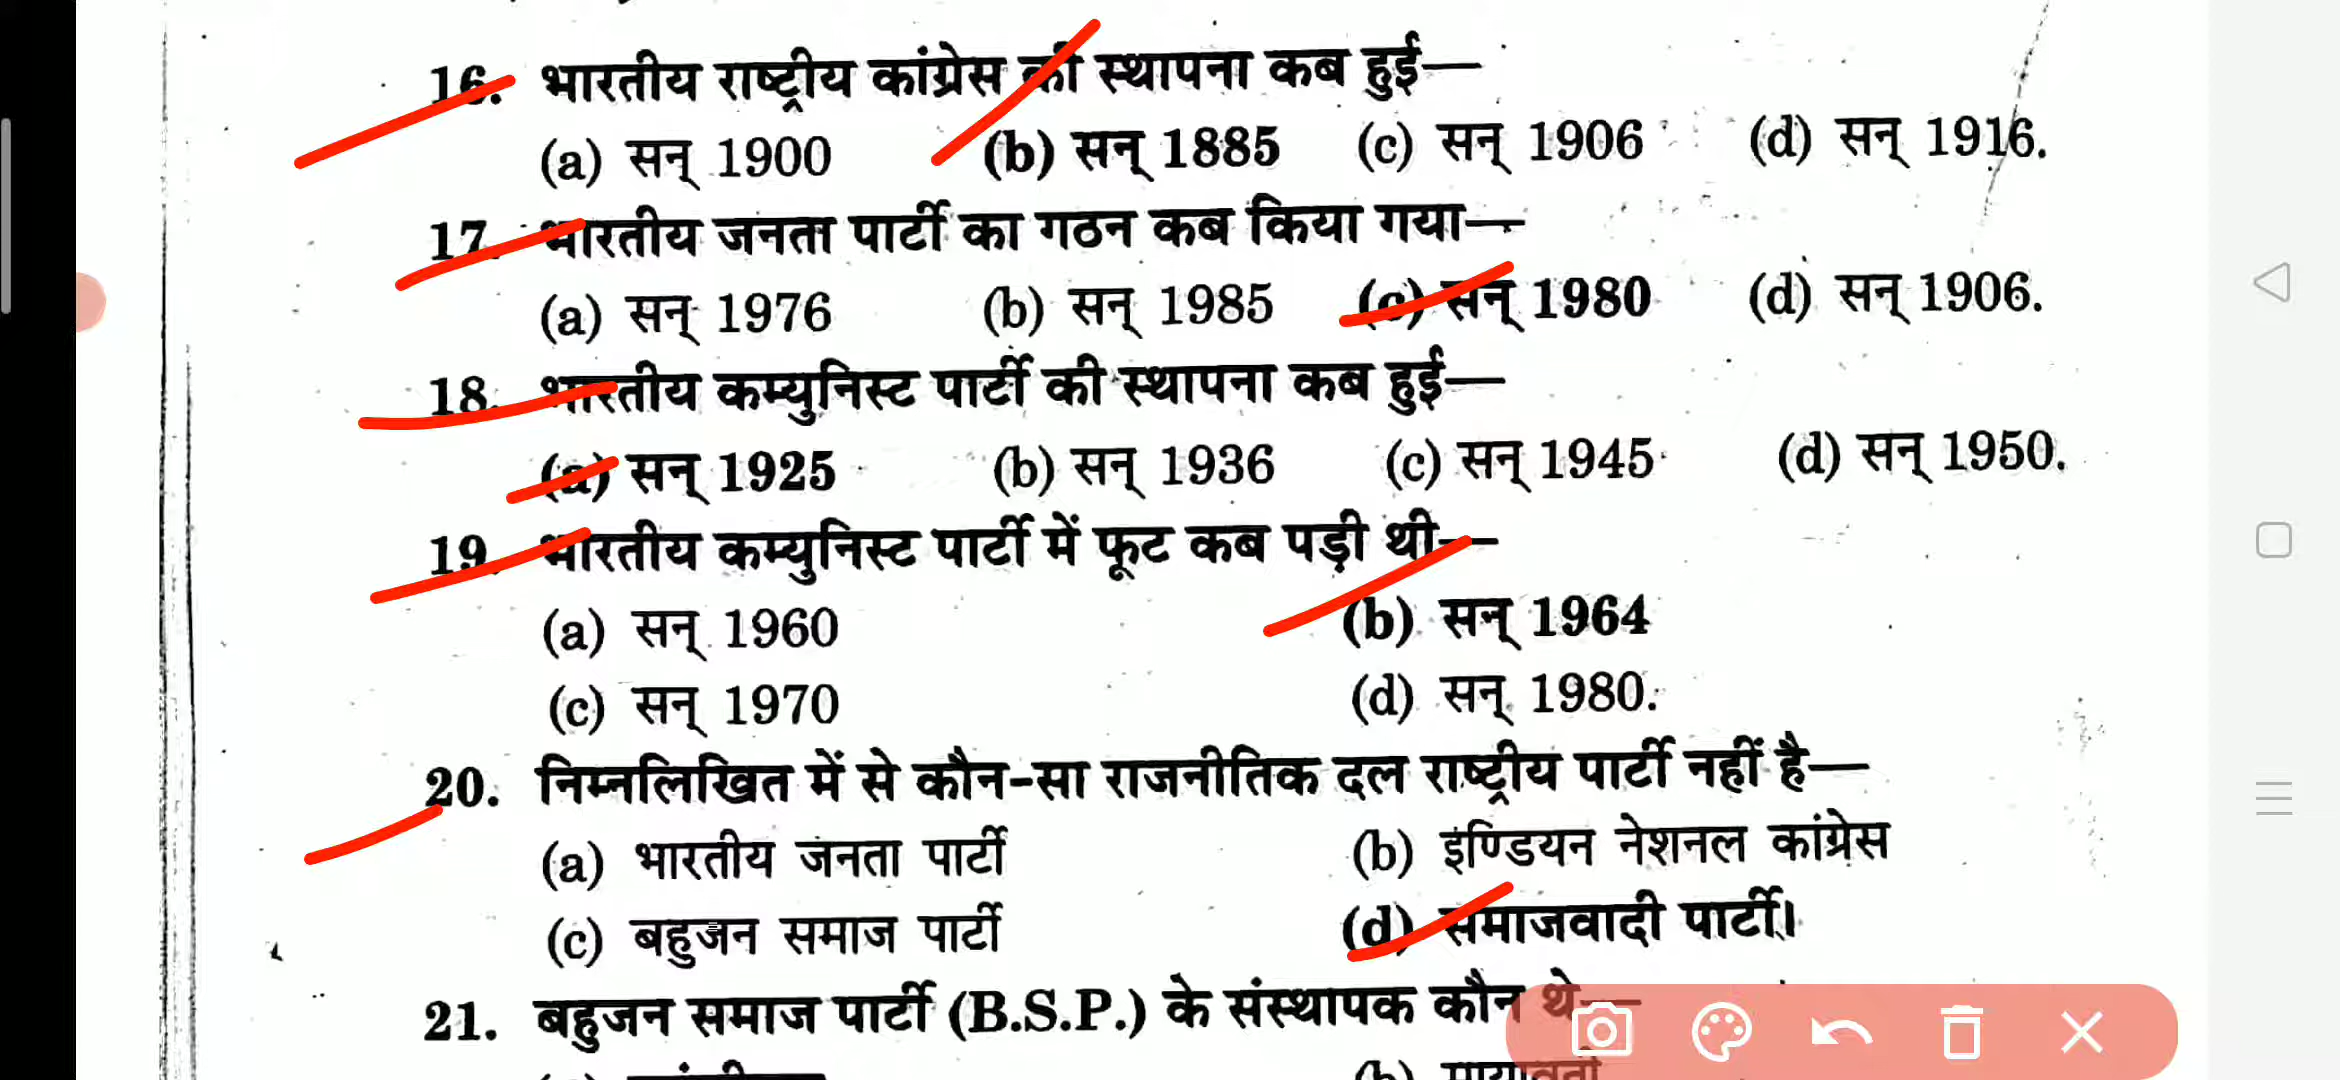 16. भारतीय राष्ट्रीय कांग्रेस की स्थापना कब हुई—
(a) सन् 1900 (b) सन् 1885 (c) सन् 1906 (d) सन् 1916.
17. भारतीय जनता पार्टी का गठन कब किया गया—
(a) सन् 1976 (b) सन् 1985 (c) सन् 1980 (d) सन् 1906.
18. भारतीय कम्युनिस्ट पार्टी की स्थापना कब हुई—
(a) सन् 1925 (b) सन् 1936 (c) सन् 1945 (d) सन् 1950.
19. भारतीय कम्युनिस्ट पार्टी में फूट कब पड़ी थी—
(a) सन् 1960 (b) सन् 1964
(c) सन् 1970 (d) सन् 1980.
20. निम्नलिखित में से कौन-सा राजनीतिक दल राष्ट्रीय पार्टी नहीं है—
(a) भारतीय जनता पार्टी (b) इंण्डियन नेशनल कांग्रेस
(c) बहुजन समाज पार्टी (d) समाजवादी पार्टी।
21. बहुजन समाज पार्टी (B.S.P.) के संस्थापक कौन थे—
(b) मायावती